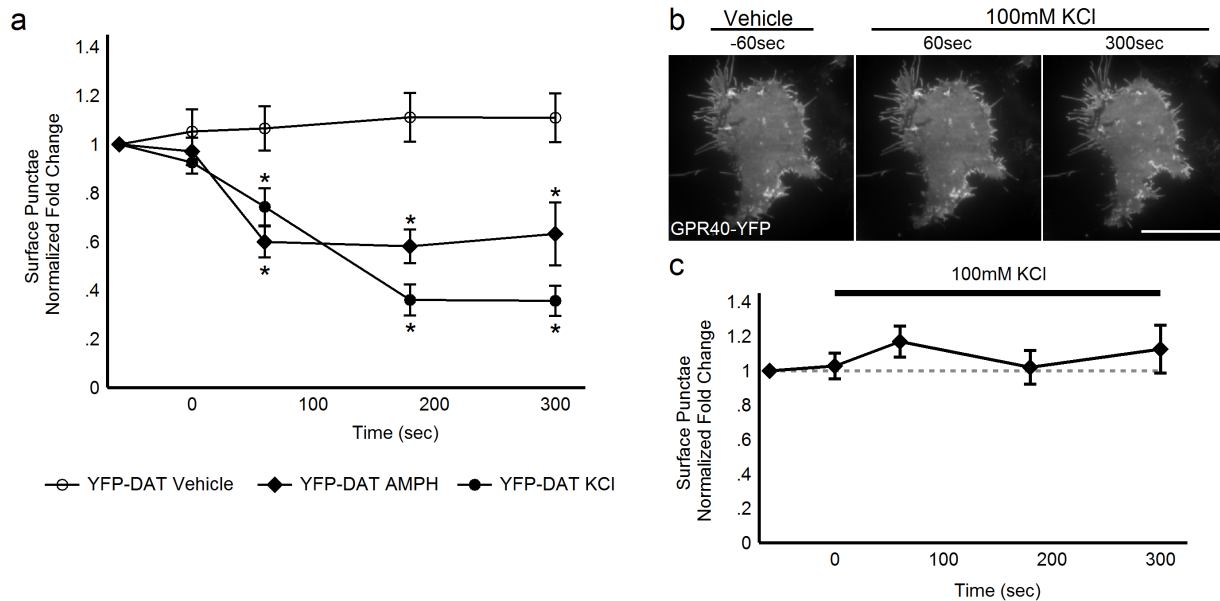 a
1.4
1.2
1
.8
.6
.4
.2
0
Surface Punctae
Normalized Fold Change
*
*
*
*
*
*
0
100
200
300
Time (sec)
YFP-DAT Vehicle
YFP-DAT AMPH
YFP-DAT KCl
b
Vehicle
100mM KCl
-60sec
60sec
300sec
GPR40-YFP
c
100mM KCl
1.4
1.2
1
.8
.6
.4
.2
0
Surface Punctae
Normalized Fold Change
0
100
200
300
Time (sec)